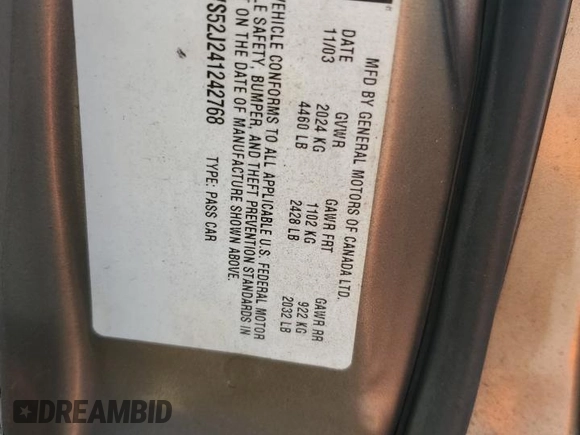 MFD BY GENERAL MOTORS OF CANADA LTD.
DATE GVWR GAWR FRT GAWR RR
11/03 2024 KG 1102 KG 922 KG
4460 LB 2428 LB 2032 LB
VEHICLE CONFORMS TO ALL APPLICABLE U.S. FEDERAL MOTOR
SAFETY, BUMPER, AND THEFT PREVENTION STANDARDS IN
ON THE DATE OF MANUFACTURE SHOWN ABOVE.
S52J241242768 TYPE: PASS CAR
DREAMBID